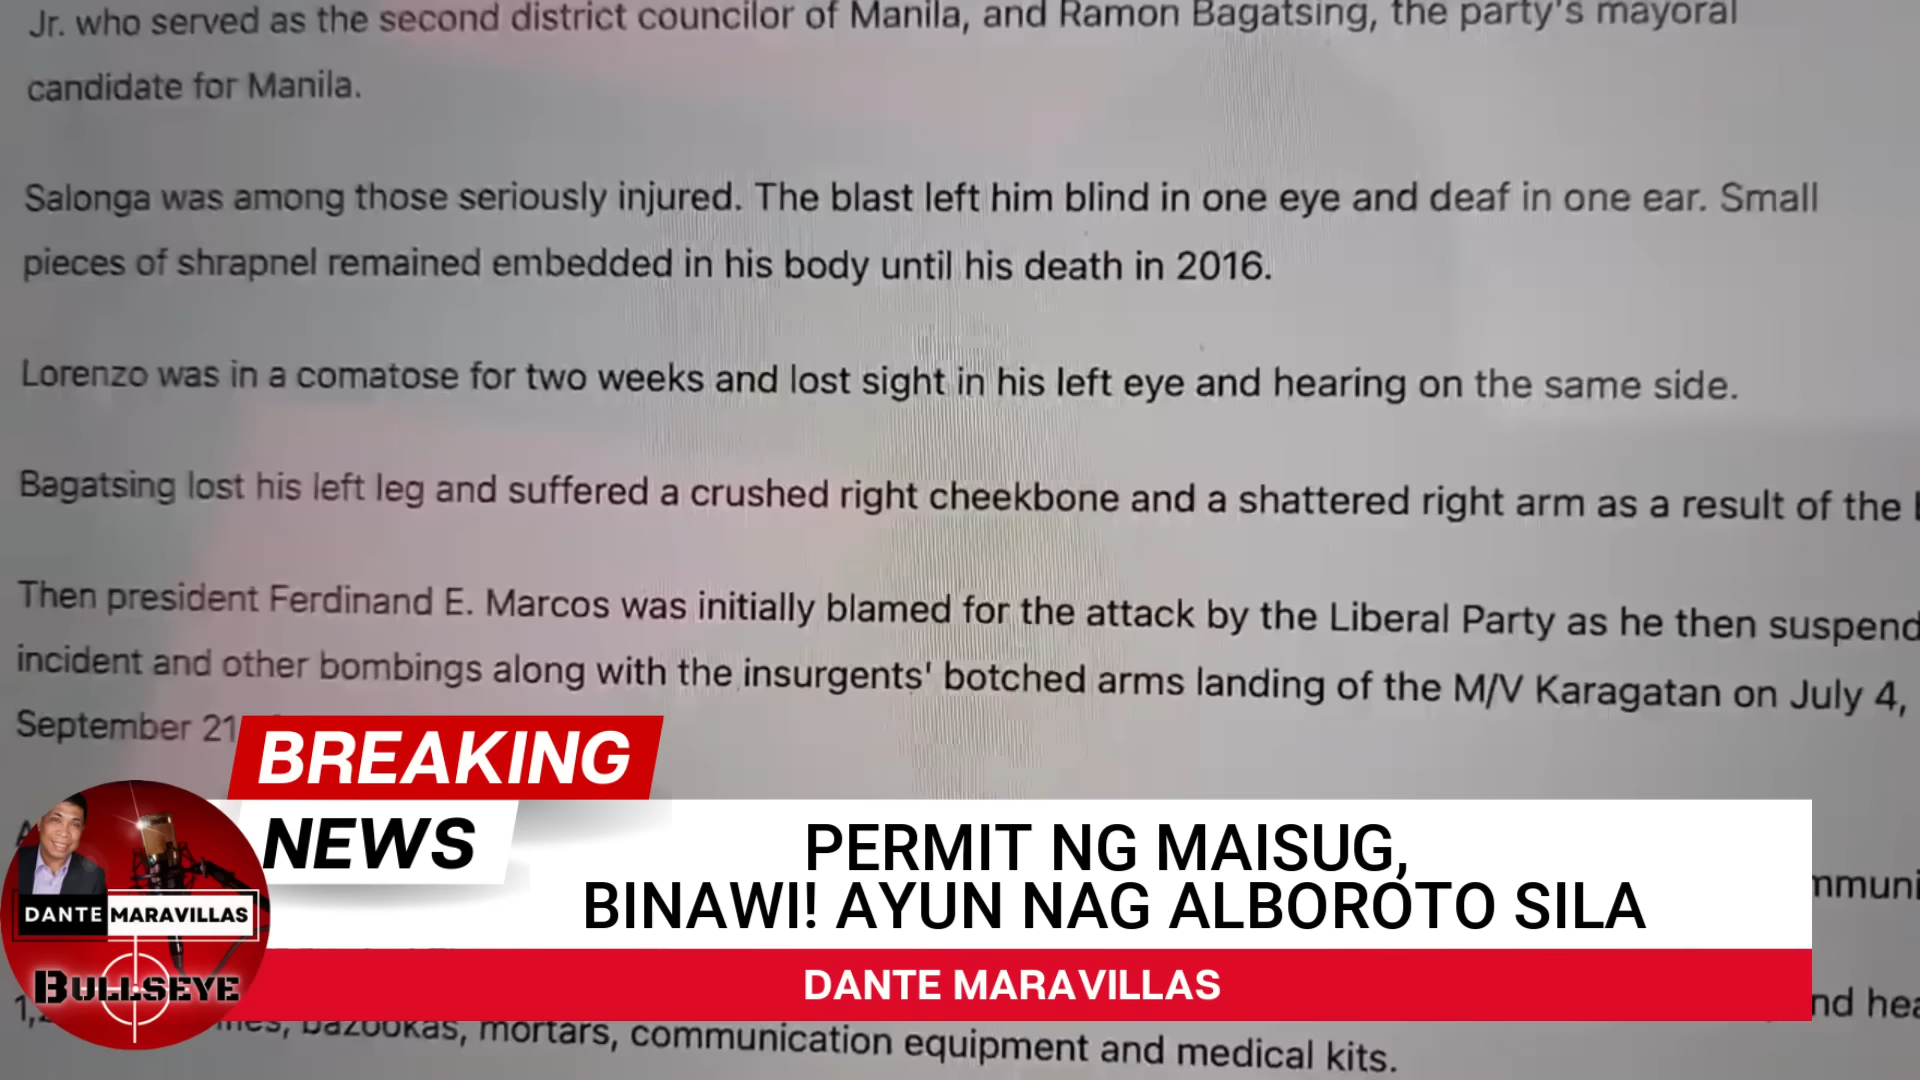 Jr. who served as the second district councilor of Manila, and Ramon Bagatsing, the party's mayoral
candidate for Manila.
Salonga was among those seriously injured. The blast left him blind in one eye and deaf in one ear. Small
pieces of shrapnel remained embedded in his body until his death in 2016.
Lorenzo was in a comatose for two weeks and lost sight in his left eye and hearing on the same side.
Bagatsing lost his left leg and suffered a crushed right cheekbone and a shattered right arm as a result of the
Then president Ferdinand E. Marcos was initially blamed for the attack by the Liberal Party as he then
incident and other bombings along with the insurgents' botched arms landing of the M/V Karagatan on July 4,
September 21
BREAKING
NEWS
PERMIT NG MAISUG,
BINAWI! AYUN NAG ALBOROTO SILA
DANTE MARAVILLAS
DANTE MARAVILLAS
BULLSEYE
bazookas, mortars, communication equipment and medical kits.